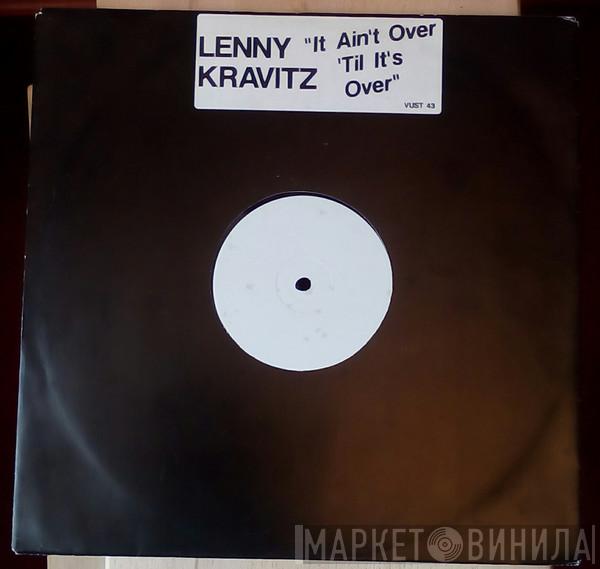 LENNY "It Ain't Over
KRAVITZ 'Til It's
Over"
VUST 43
МАРКЕТ ВИНИЛА